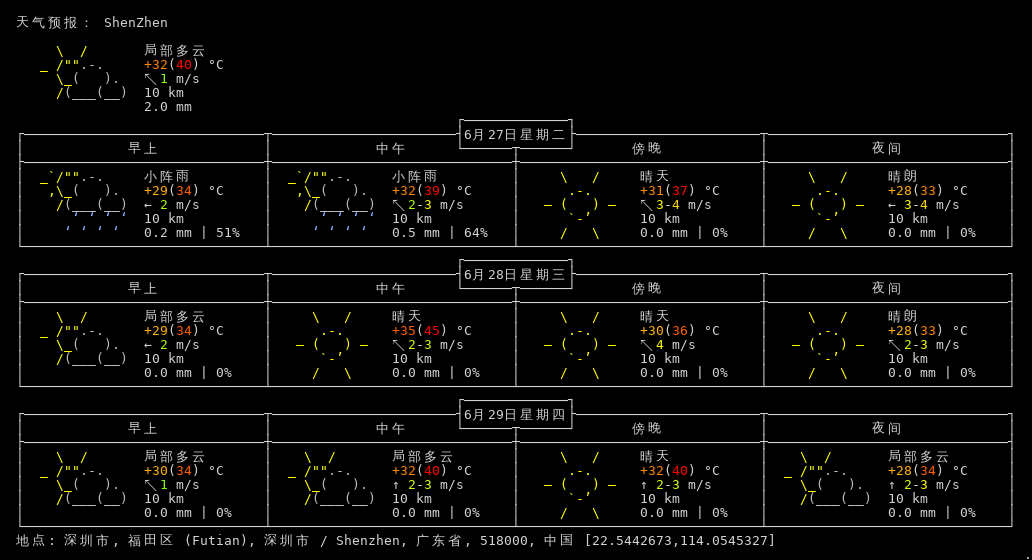 天气预报: ShenZhen
局部多云
+32(40) °C
↖ 1 m/s
10 km
2.0 mm
6月27日星期二
早上 中午 傍晚 夜间
小阵雨 小阵雨 晴天 晴朗
+29(34) °C +32(39) °C +31(37) °C +28(33) °C
← 2 m/s ↖ 2-3 m/s ↖ 3-4 m/s ← 3-4 m/s
10 km 10 km 10 km 10 km
0.2 mm | 51% 0.5 mm | 64% 0.0 mm | 0% 0.0 mm | 0%
6月28日星期三
早上 中午 傍晚 夜间
局部多云 晴天 晴天 晴朗
+29(34) °C +35(45) °C +30(36) °C +28(33) °C
← 2 m/s ↖ 2-3 m/s ↖ 4 m/s ↖ 2-3 m/s
10 km 10 km 10 km 10 km
0.0 mm | 0% 0.0 mm | 0% 0.0 mm | 0% 0.0 mm | 0%
6月29日星期四
早上 中午 傍晚 夜间
局部多云 局部多云 晴天 局部多云
+30(34) °C +32(40) °C +32(40) °C +28(34) °C
↖ 1 m/s ↑ 2-3 m/s ↑ 2-3 m/s ↑ 2-3 m/s
10 km 10 km 10 km 10 km
0.0 mm | 0% 0.0 mm | 0% 0.0 mm | 0% 0.0 mm | 0%
地点: 深圳市, 福田区 (Futian), 深圳市 / Shenzhen, 广东省, 518000, 中国 [22.5442673,114.0545327]